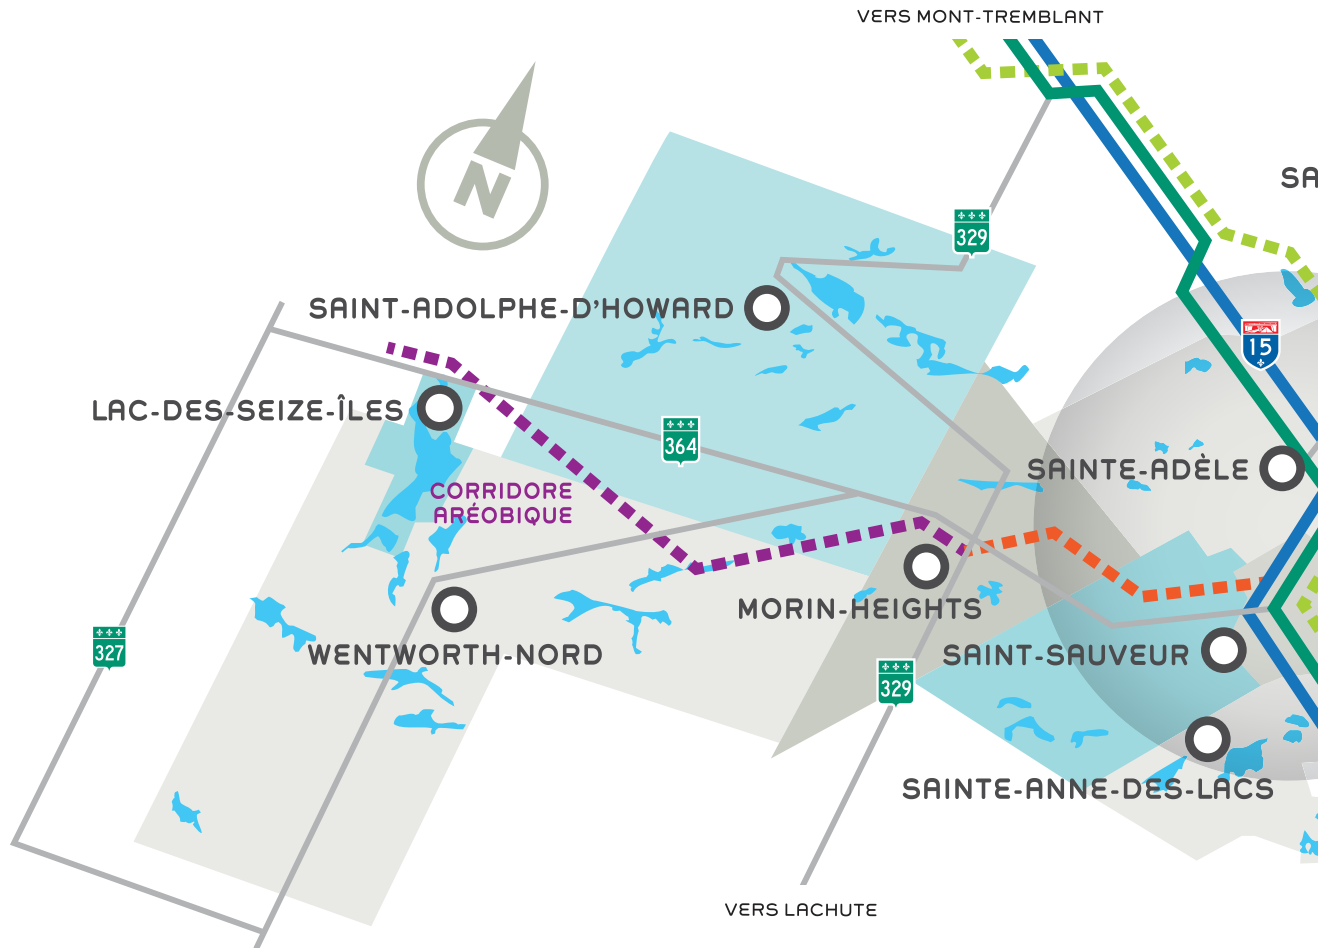 VERS MONT-TREMBLANT
SA
N
329
SAINT-ADOLPHE-D'HOWARD
15
LAC-DES-SEIZE-ÎLES
364
SAINTE-ADÈLE
CORRIDORE
ARÉOBIQUE
MORIN-HEIGHTS
327
WENTWORTH-NORD
SAINT-SAUVEUR
329
SAINTE-ANNE-DES-LACS
VERS LACHUTE